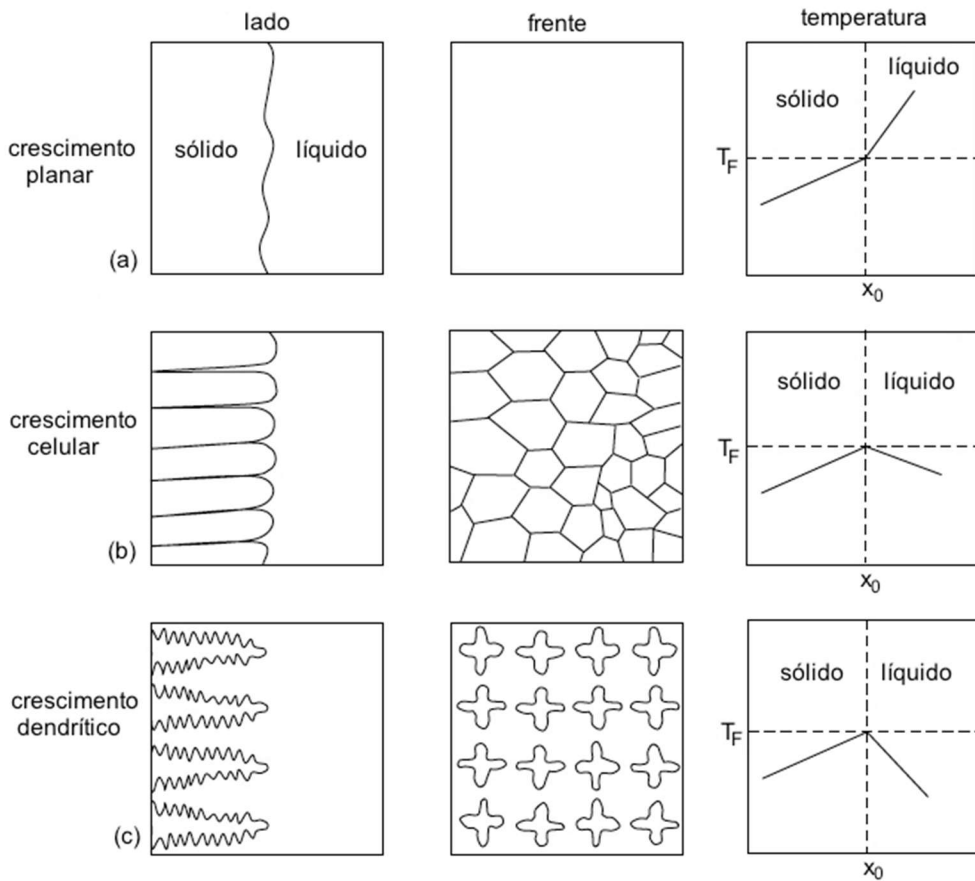 lado
frente
temperatura
crescimento
planar
(a)
sólido
líquido
sólido
líquido
T_F
x_0
crescimento
celular
(b)
sólido
líquido
T_F
x_0
crescimento
dendrítico
(c)
sólido
líquido
T_F
x_0